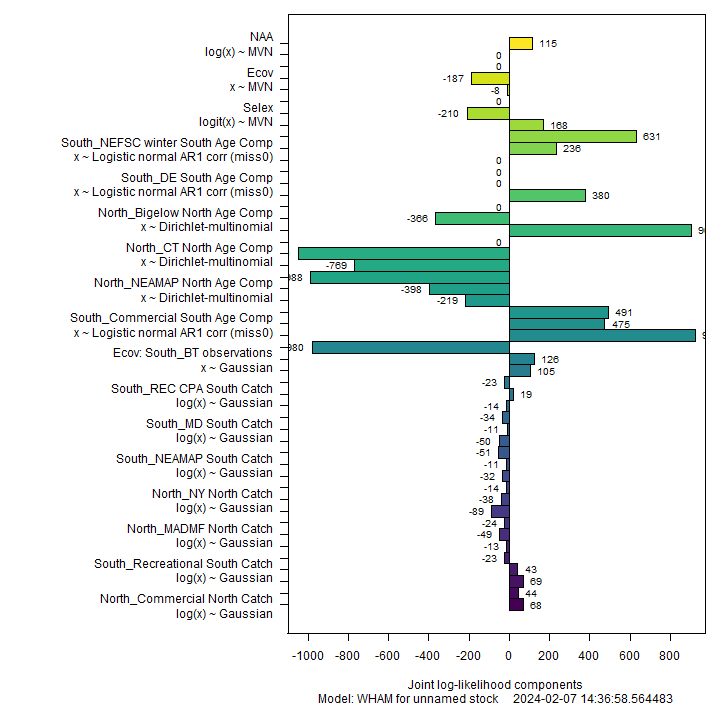 NAA
log(x) ~ MVN
Ecov
x ~ MVN
Selex
logit(x) ~ MVN
South_NEFSC winter South Age Comp
x ~ Logistic normal AR1 corr (miss0)
South_DE South Age Comp
x ~ Logistic normal AR1 corr (miss0)
North_Bigelow North Age Comp
x ~ Dirichlet-multinomial
North_CT North Age Comp
x ~ Dirichlet-multinomial
North_NEAMAP North Age Comp
x ~ Dirichlet-multinomial
South_Commercial South Age Comp
x ~ Logistic normal AR1 corr (miss0)
Ecov: South_BT observations
x ~ Gaussian
South_REC CPA South Catch
log(x) ~ Gaussian
South_MD South Catch
log(x) ~ Gaussian
South_NEAMAP South Catch
log(x) ~ Gaussian
North_NY North Catch
log(x) ~ Gaussian
North_MADMF North Catch
log(x) ~ Gaussian
South_Recreational South Catch
log(x) ~ Gaussian
North_Commercial North Catch
log(x) ~ Gaussian
115
0
0
-187
-8
0
-210
168
631
236
0
0
0
380
0
-366
0
-769
-398
-219
491
475
126
105
-23
19
-14
-34
-11
-50
-51
-11
-32
-14
-38
-89
-24
-49
-13
-23
43
69
44
68
-1000 -800 -600 -400 -200 0 200 400 600 800
Joint log-likelihood components
Model: WHAM for unnamed stock 2024-02-07 14:36:58.564483